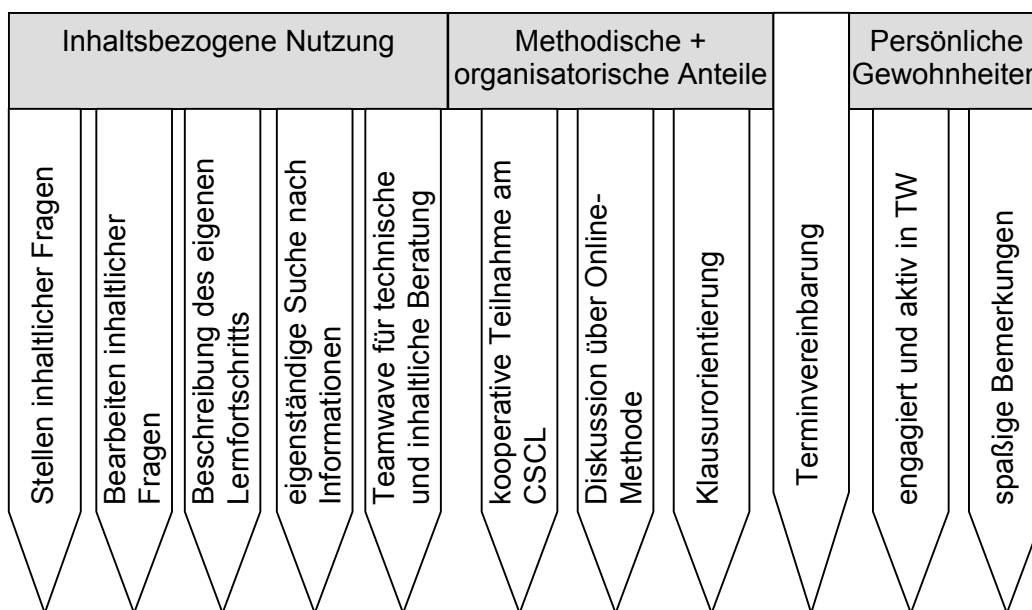 Inhaltsbezogene Nutzung
Methodische +
organisatorische Anteile
Persönliche
Gewohnheiten
Stellen inhaltlicher Fragen
Bearbeiten inhaltlicher
Fragen
Beschreibung des eigenen
Lernfortschritts
eigenständige Suche nach
Informationen
Teamwave für technische
und inhaltliche Beratung
kooperative Teilnahme am
CSCL
Diskussion über Online-
Methode
Klausurorientierung
Terminvereinbarung
engagiert und aktiv in TW
spaßige Bemerkungen